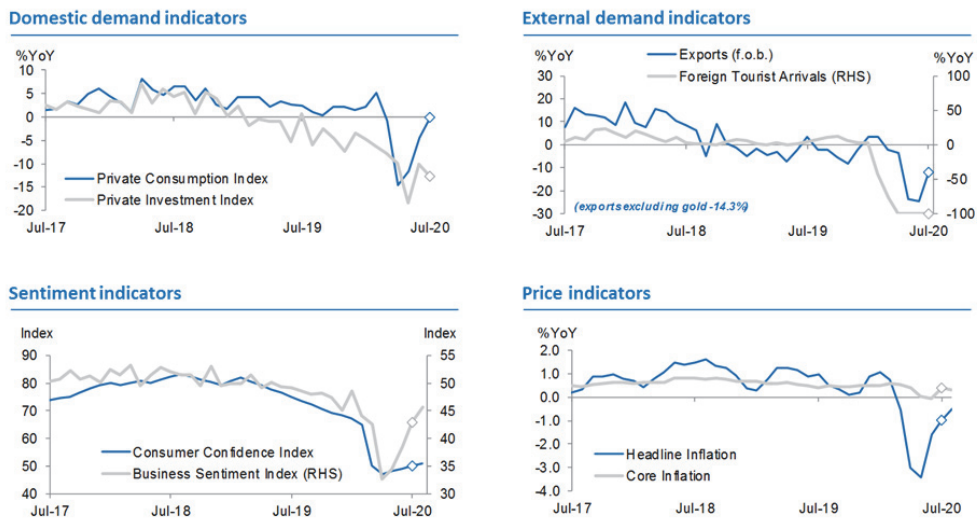 Domestic demand indicators
%YoY
10
5
0
-5
-10
-15
-20
Private Consumption Index
Private Investment Index
Jul-17
Jul-18
Jul-19
Jul-20
External demand indicators
%YoY
%YoY
Exports (f.o.b.)
Foreign Tourist Arrivals (RHS)
30
20
10
0
-10
-20
-30
100
50
0
-50
-100
(exports excluding gold -14.3%)
Jul-17
Jul-18
Jul-19
Jul-20
Sentiment indicators
Index
Index
90
80
70
60
50
40
55
50
45
40
35
30
Consumer Confidence Index
Business Sentiment Index (RHS)
Jul-17
Jul-18
Jul-19
Jul-20
Price indicators
%YoY
2.0
1.0
0.0
-1.0
-2.0
-3.0
-4.0
Headline Inflation
Core Inflation
Jul-17
Jul-18
Jul-19
Jul-20